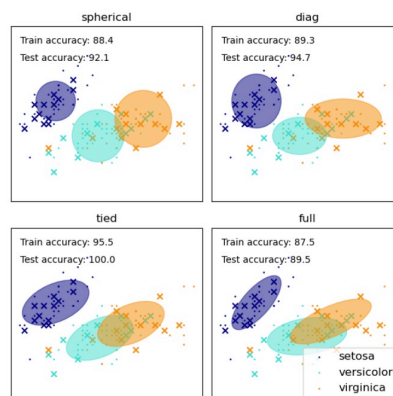 spherical
Train accuracy: 88.4
Test accuracy: 92.1
diag
Train accuracy: 89.3
Test accuracy: 94.7
tied
Train accuracy: 95.5
Test accuracy: 100.0
full
Train accuracy: 87.5
Test accuracy: 89.5
setosa
versicolor
virginica